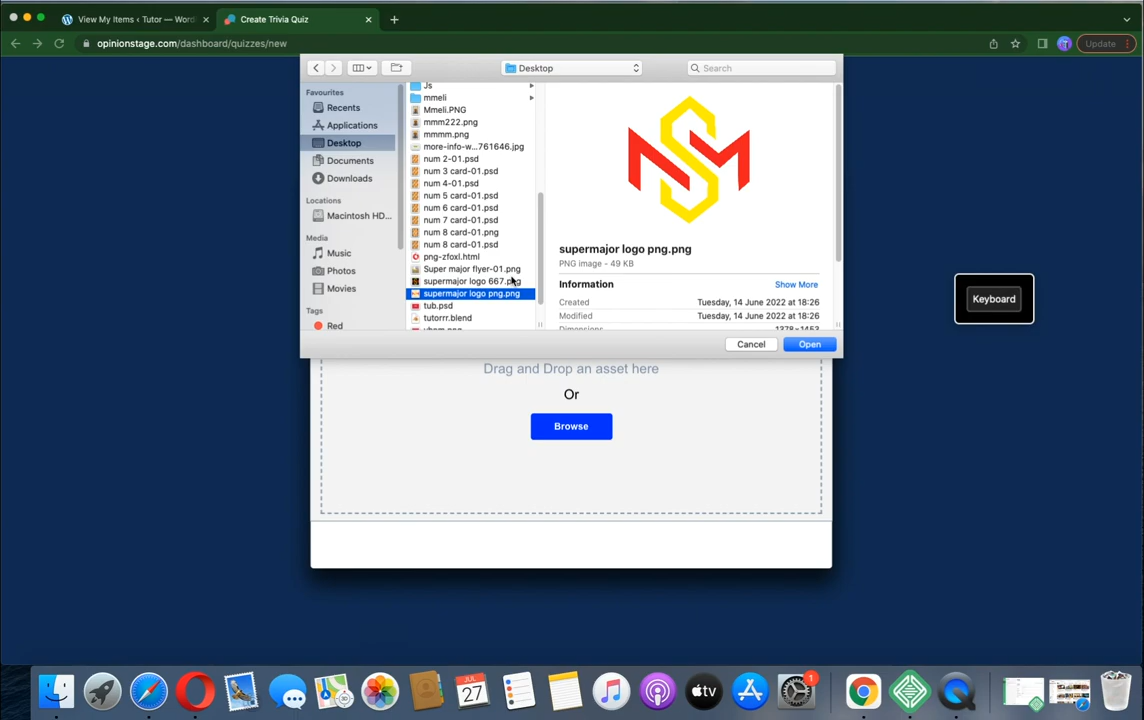 View My Items ‹ Tutor — Word
Create Trivia Quiz
opinionstage.com/dashboard/quizzes/new
Update
Desktop
Search
Favourites
Recents
Applications
Desktop
Documents
Downloads
Locations
Macintosh HD...
Media
Music
Photos
Movies
Tags
Red
Js
mmeli
Mmeli.PNG
mmm222.png
mmmm.png
more-info-w...761646.jpg
num 2-01.psd
num 3 card-01.psd
num 4-01.psd
num 5 card-01.psd
num 6 card-01.psd
num 7 card-01.psd
num 8 card-01.png
num 8 card-01.psd
png-zfoxl.html
Super major flyer-01.png
supermajor logo 667.png
supermajor logo png.png
tub.psd
tutorrr.blend
supermajor logo png.png
PNG image - 49 KB
Information
Show More
Created
Tuesday, 14 June 2022 at 18:26
Modified
Tuesday, 14 June 2022 at 18:26
Dimensions
1378×1453
Cancel
Open
Drag and Drop an asset here
Or
Browse
Keyboard
JUL
27
tv
1